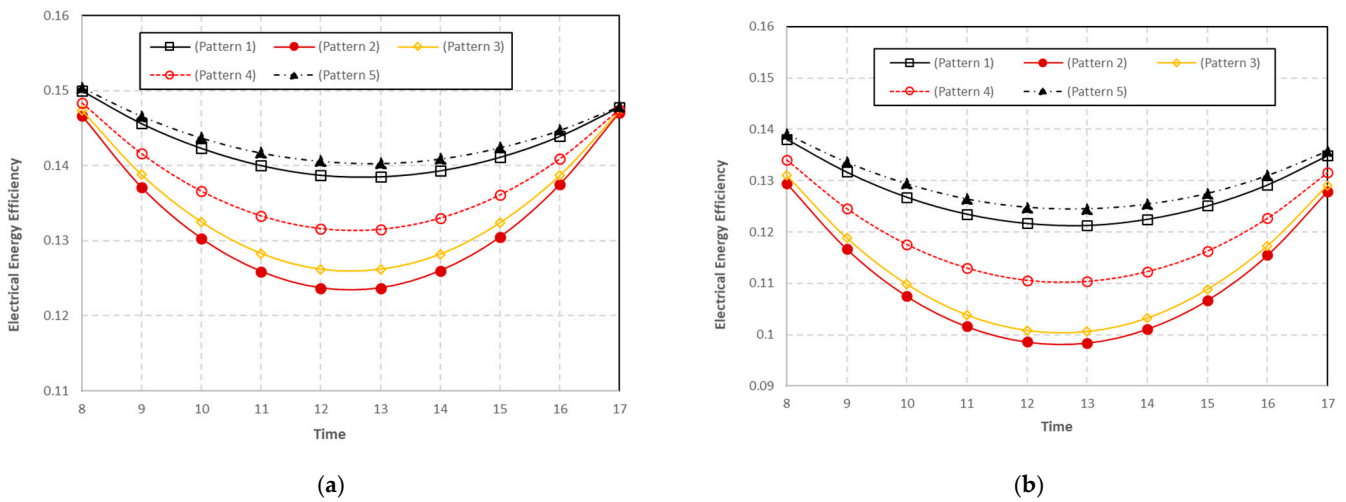 0.16
0.15
0.14
0.13
0.12
0.11
Electrical Energy Efficiency
(Pattern 1) (Pattern 2) (Pattern 3)
(Pattern 4) (Pattern 5)
8 9 10 11 12 13 14 15 16 17
Time
(a)
0.16
0.15
0.14
0.13
0.12
0.11
0.1
0.09
Electrical Energy Efficiency
(Pattern 1) (Pattern 2) (Pattern 3)
(Pattern 4) (Pattern 5)
8 9 10 11 12 13 14 15 16 17
Time
(b)